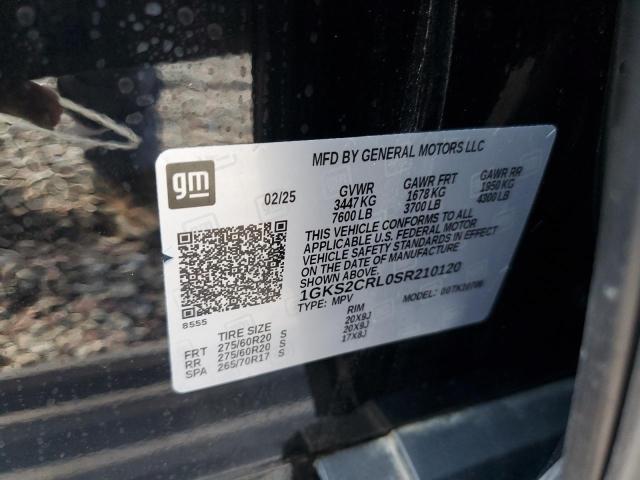 MFD BY GENERAL MOTORS LLC
gm
02/25 GVWR GAWR FRT GAWR RR
3447 KG 1678 KG 1950 KG
7600 LB 3700 LB 4300 LB
THIS VEHICLE CONFORMS TO ALL
APPLICABLE U.S. FEDERAL MOTOR
VEHICLE SAFETY STANDARDS IN EFFECT
ON THE DATE OF MANUFACTURE
SHOWN ABOVE.
1GKS2CRL0SR210120
TYPE: MPV MODEL: 00TK10706
8555
TIRE SIZE RIM
FRT 275/60R20 S 20X9J
RR 275/60R20 S 20X9J
SPA 265/70R17 S 17X8J